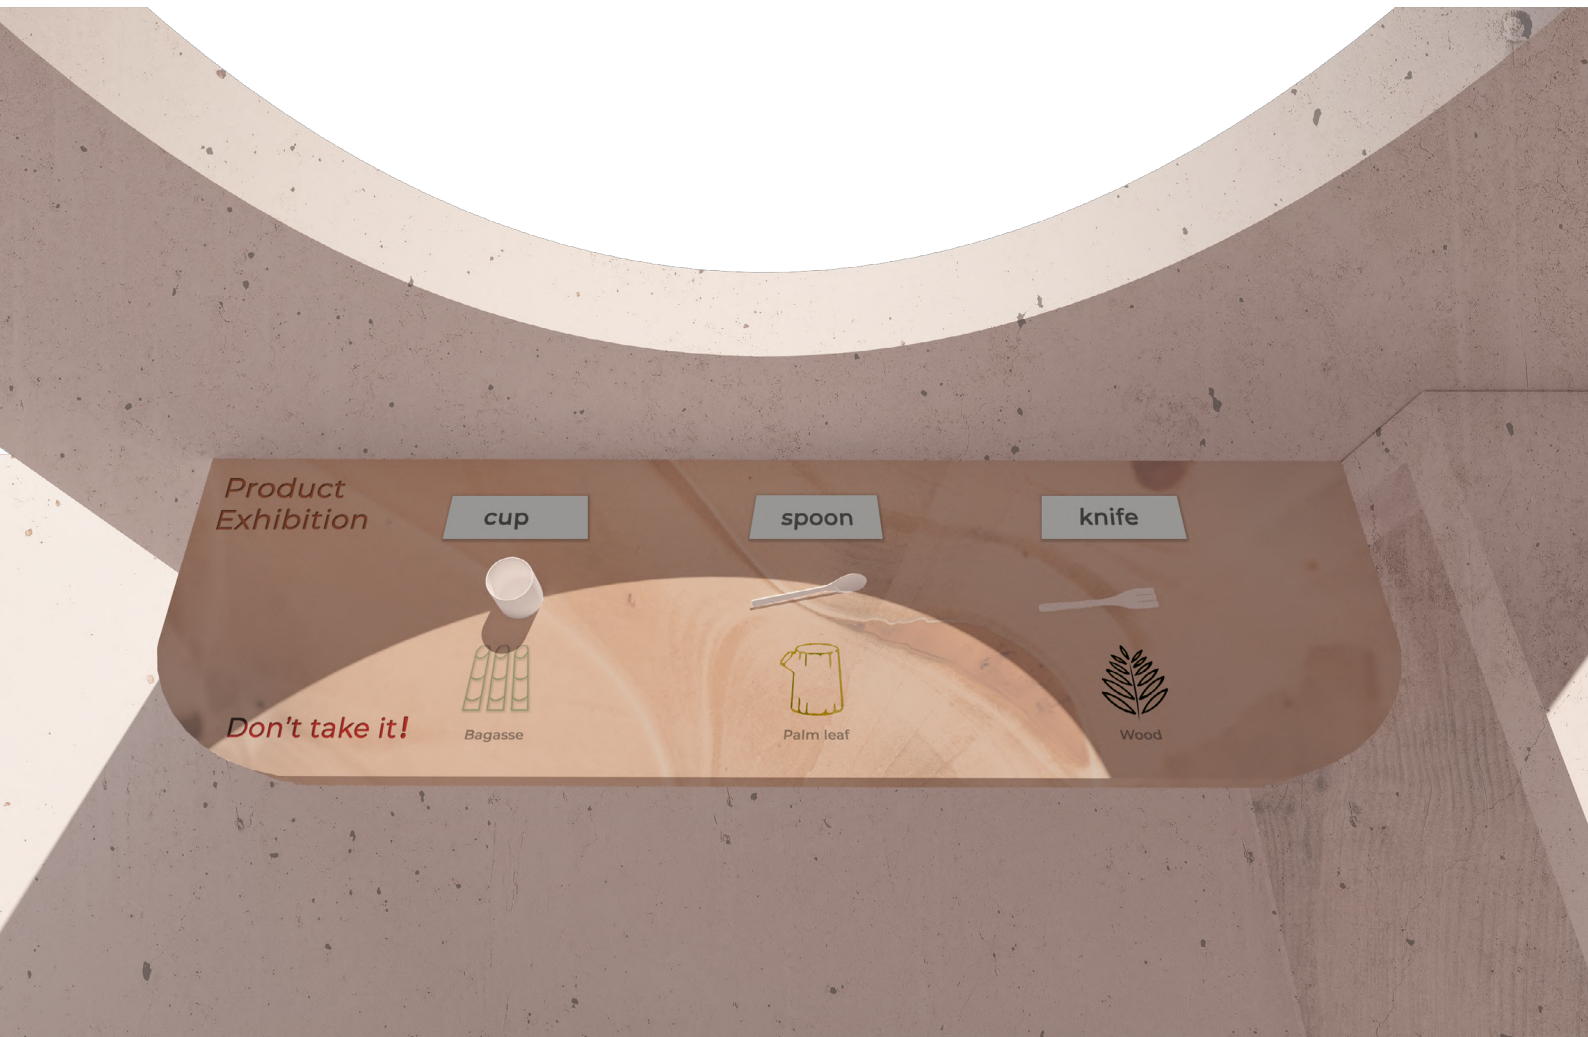 Product
Exhibition
cup
spoon
knife
Don't take it!
Bagasse
Palm leaf
Wood